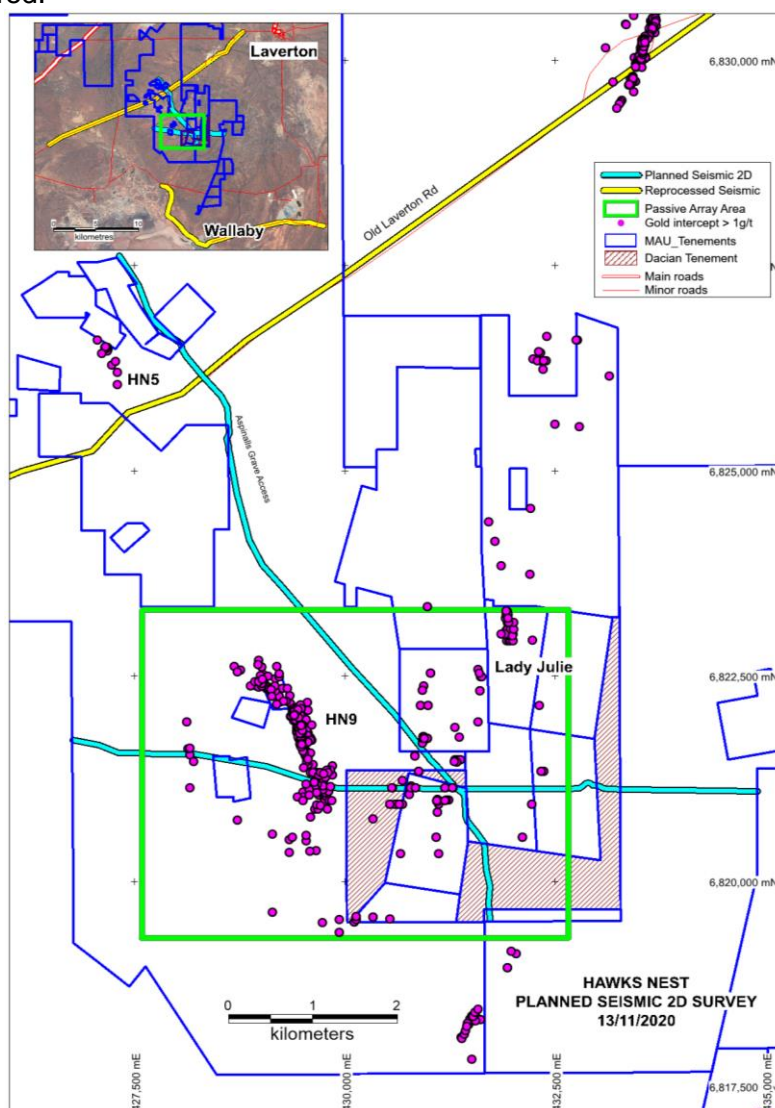 Laverton
0 5 10
kilometres
Wallaby
6,830,000 mN
Planned Seismic 2D
Reprocessed Seismic
Passive Array Area
Gold intercept > 1g/t
MAU_Tenements
Dacian Tenement
Main roads
Minor roads
Old Laverton Rd
HN5
Aspinalls Grave Access
6,825,000 mN
Lady Julie
6,822,500 mN
HN9
6,820,000 mN
HAWKS NEST
PLANNED SEISMIC 2D SURVEY
13/11/2020
0 1 2
kilometers
6,817,500 mN
427,500 mE
430,000 mE
432,500 mE
435,000 mE